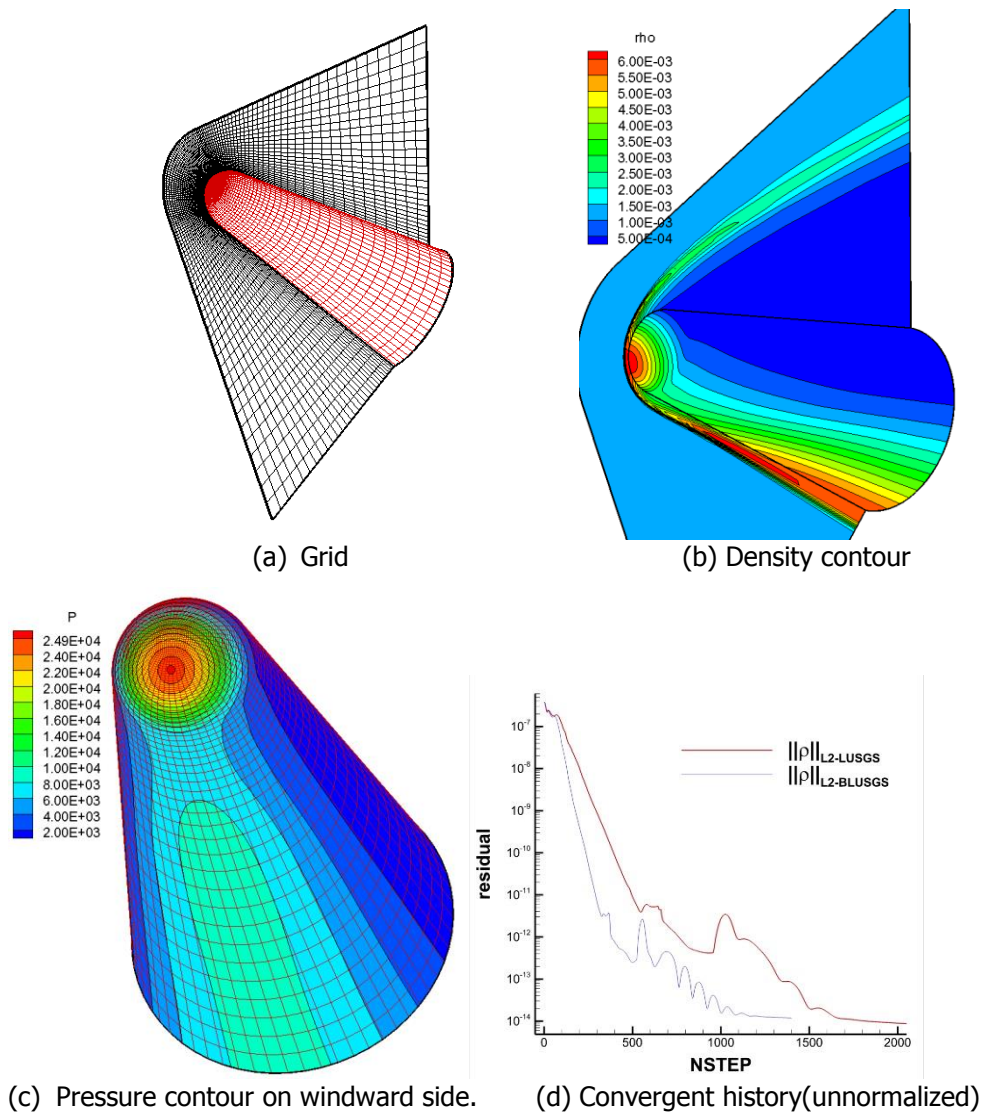 rho
6.00E-03
5.50E-03
5.00E-03
4.50E-03
4.00E-03
3.50E-03
3.00E-03
2.50E-03
2.00E-03
1.50E-03
1.00E-03
5.00E-04
(a) Grid
(b) Density contour
P
2.49E+04
2.40E+04
2.20E+04
2.00E+04
1.80E+04
1.60E+04
1.40E+04
1.20E+04
1.00E+04
8.00E+03
6.00E+03
4.00E+03
2.00E+03
||ρ||L2-LUSGS
||ρ||L2-BLUSGS
residual
10-7
10-8
10-9
10-10
10-11
10-12
10-13
10-14
0 500 1000 1500 2000
NSTEP
(c) Pressure contour on windward side.
(d) Convergent history(unnormalized)